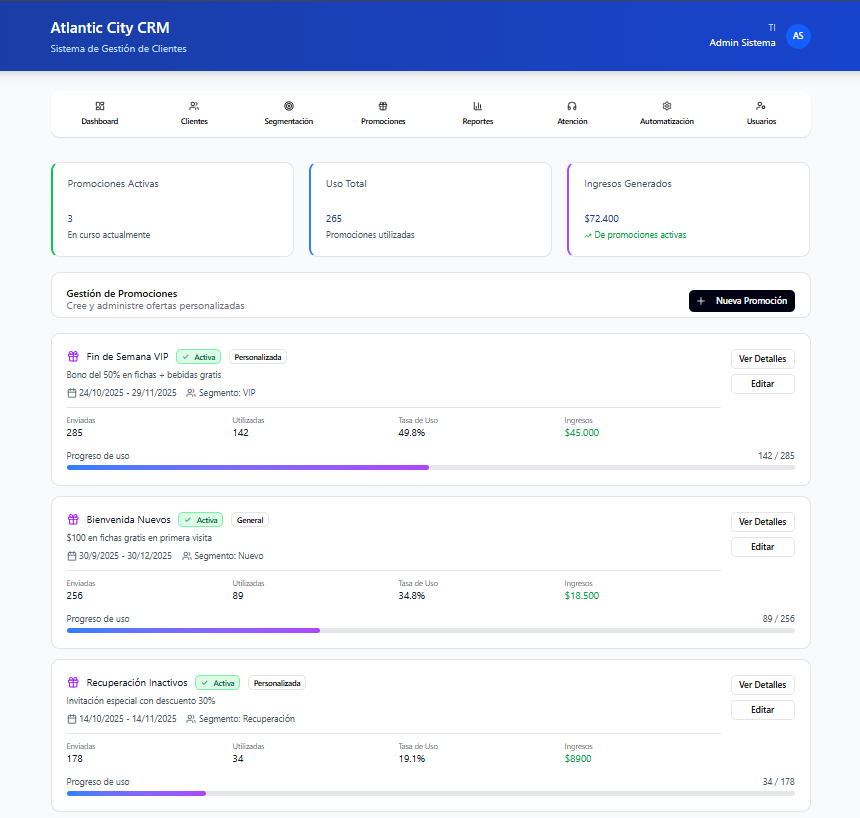 Atlantic City CRM
Sistema de Gestión de Clientes
TI
Admin Sistema
AS
Dashboard
Clientes
Segmentación
Promociones
Reportes
Atención
Automatización
Usuarios
Promociones Activas
3
En curso actualmente
Uso Total
265
Promociones utilizadas
Ingresos Generados
$72.400
De promociones activas
Gestión de Promociones
Cree y administre ofertas personalizadas
+ Nueva Promoción
Fin de Semana VIP
Activa
Personalizada
Ver Detalles
Bono del 50% en fichas + bebidas gratis
Editar
24/10/2025 - 29/11/2025
Segmento: VIP
Enviadas
285
Utilizadas
142
Tasa de Uso
49.8%
Ingresos
$45.000
Progreso de uso
142 / 285
Bienvenida Nuevos
Activa
General
Ver Detalles
$100 en fichas gratis en primera visita
Editar
30/9/2025 - 30/12/2025
Segmento: Nuevo
Enviadas
256
Utilizadas
89
Tasa de Uso
34.8%
Ingresos
$18.500
Progreso de uso
89 / 256
Recuperación Inactivos
Activa
Personalizada
Ver Detalles
Invitación especial con descuento 30%
Editar
14/10/2025 - 14/11/2025
Segmento: Recuperación
Enviadas
178
Utilizadas
34
Tasa de Uso
19.1%
Ingresos
$8900
Progreso de uso
34 / 178